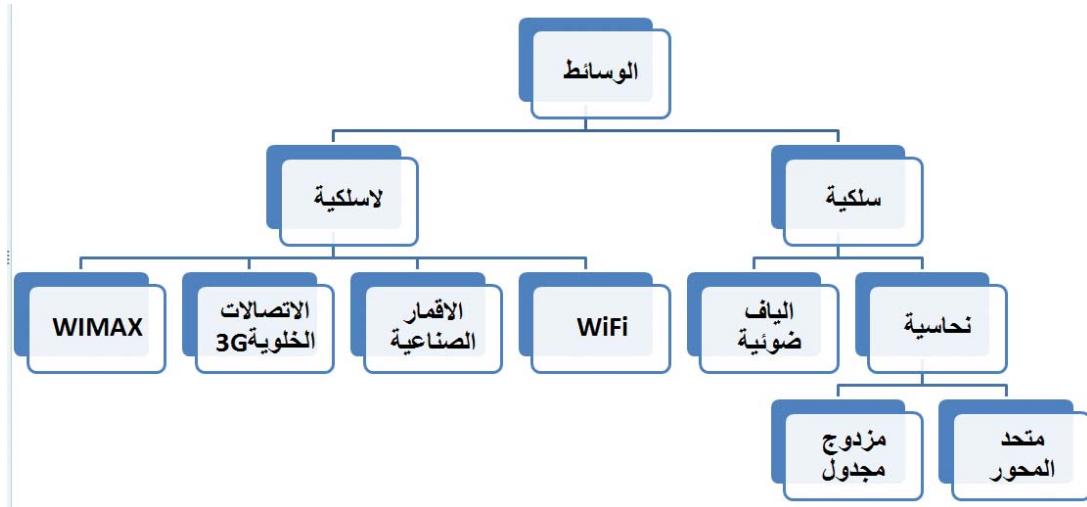 الوسائط
سلكية
لاسلكية
نحاسية
الياف
ضوئية
WiFi
الاقمار
الصناعية
الاتصالات
الخلوية3G
WIMAX
متحد
المحور
مزدوج
مجدول